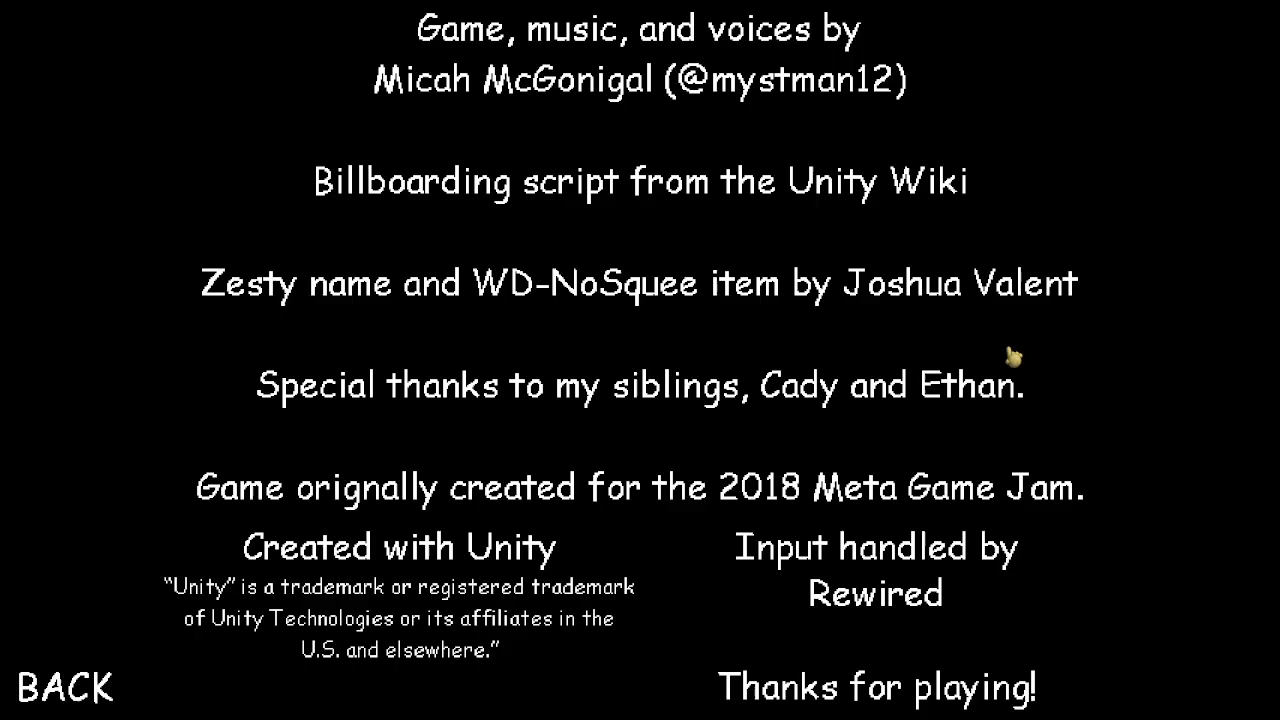 Game, music, and voices by
Micah McGonigal (@mystman12)
Billboarding script from the Unity Wiki
Zesty name and WD-NoSquee item by Joshua Valent
Special thanks to my siblings, Cady and Ethan.
Game orignally created for the 2018 Meta Game Jam.
Created with Unity
“Unity” is a trademark or registered trademark
of Unity Technologies or its affiliates in the
U.S. and elsewhere.”
Input handled by
Rewired
BACK
Thanks for playing!